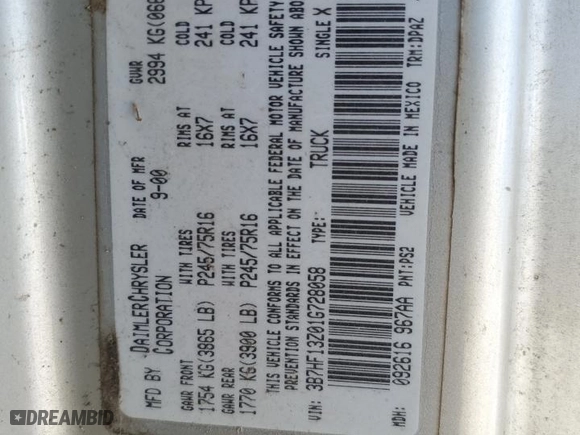 MFD BY DAIMLERCHRYSLER CORPORATION
DATE OF MFR 9-00
GVWR 2994 KG(
GAWR FRONT WITH TIRES RIMS AT COLD
1754 KG(3865 LB) P245/75R16 16X7 241 KP
GAWR REAR WITH TIRES RIMS AT COLD
1770 KG(3900 LB) P245/75R16 16X7 241 KP
THIS VEHICLE CONFORMS TO ALL APPLICABLE FEDERAL MOTOR VEHICLE SAFETY
PREVENTION STANDARDS IN EFFECT ON THE DATE OF MANUFACTURE SHOWN ABO
VIN: 3B7HF13Z01G728058 TYPE: TRUCK SINGLE X
MDH: 092616 967AA PNT:PS2 VEHICLE MADE IN MEXICO TRM:DPAZ
DREAMBID